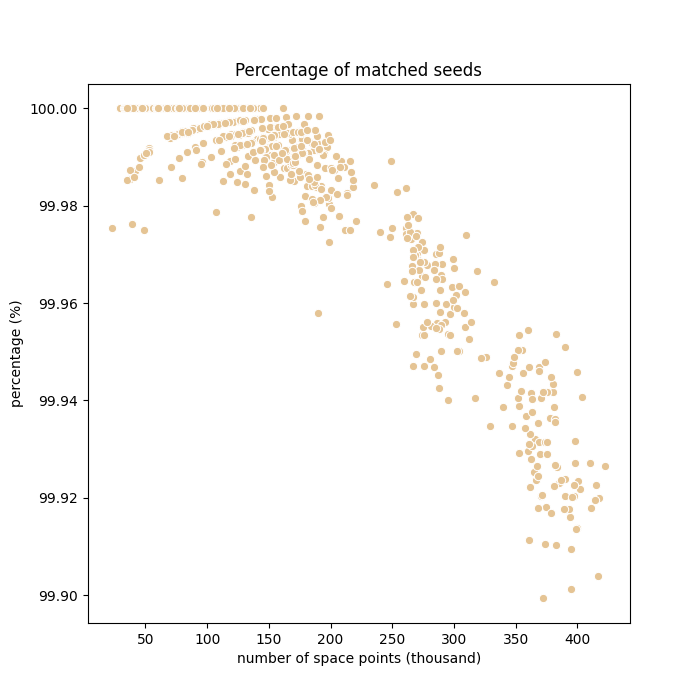 Percentage of matched seeds
100.00
99.98
99.96
99.94
99.92
99.90
percentage (%)
50 100 150 200 250 300 350 400
number of space points (thousand)